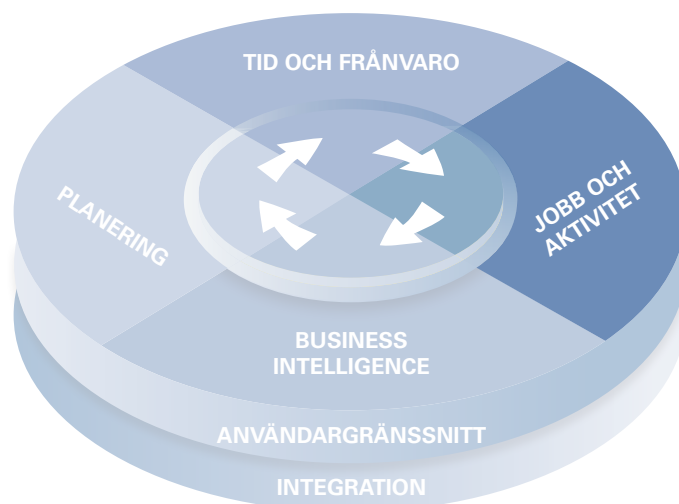 TID OCH FRÅNVARO
PLANERING
JOBB OCH
AKTIVITET
BUSINESS
INTELLIGENCE
ANVÄNDARGRÄNSSNITT
INTEGRATION